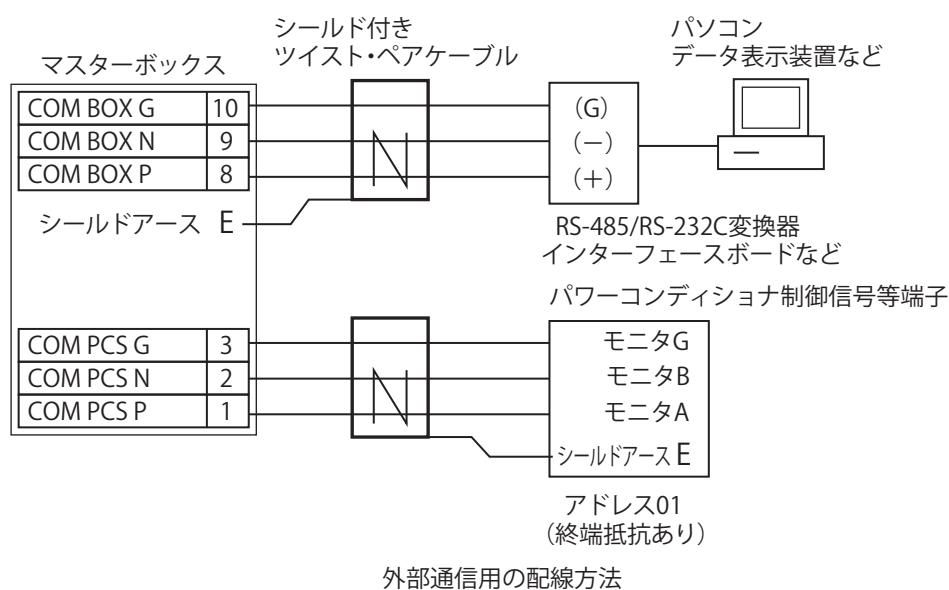 シールド付き
ツイスト・ペアケーブル
パソコン
データ表示装置など
マスターボックス
COM BOX G 10
COM BOX N 9
COM BOX P 8
(G)
(−)
(+)
シールドアース E
RS-485/RS-232C変換器
インターフェースボードなど
パワーコンディショナ制御信号等端子
COM PCS G 3
COM PCS N 2
COM PCS P 1
モニタG
モニタB
モニタA
シールドアース E
アドレス01
(終端抵抗あり)
外部通信用の配線方法